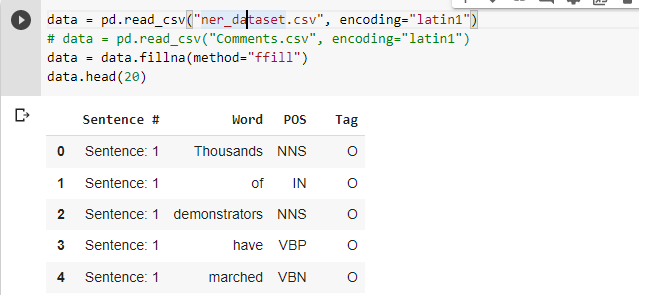 data = pd.read_csv("ner_dataset.csv", encoding="latin1")
# data = pd.read_csv("Comments.csv", encoding="latin1")
data = data.fillna(method="ffill")
data.head(20)
Sentence # Word POS Tag
0 Sentence: 1 Thousands NNS O
1 Sentence: 1 of IN O
2 Sentence: 1 demonstrators NNS O
3 Sentence: 1 have VBP O
4 Sentence: 1 marched VBN O